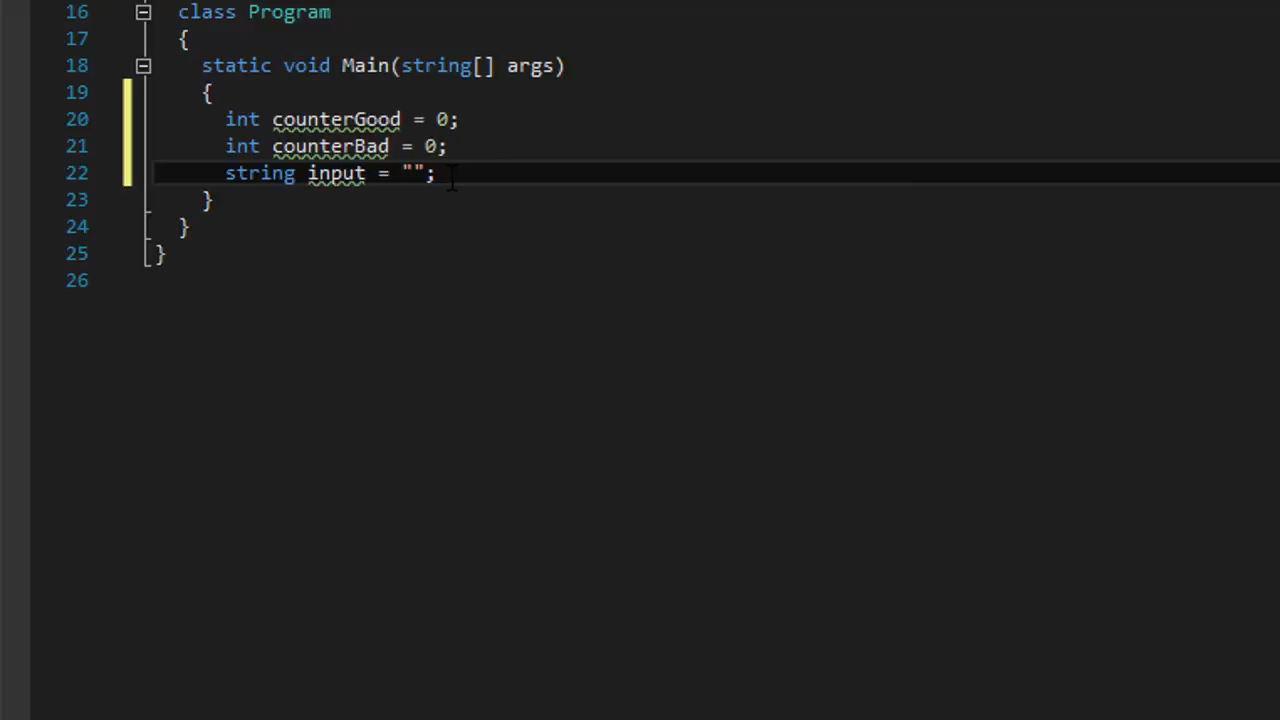 16 class Program
17 {
18 static void Main(string[] args)
19 {
20 int counterGood = 0;
21 int counterBad = 0;
22 string input = "";
23 }
24 }
25 }
26